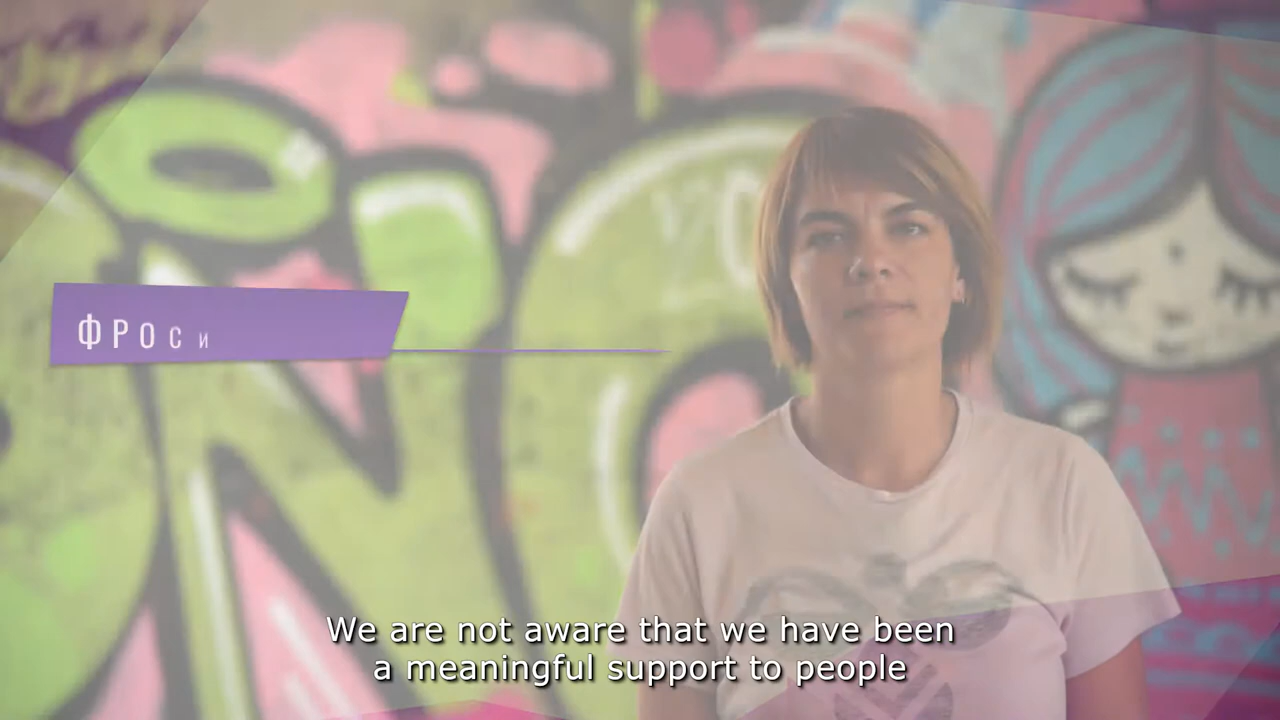 ФРОСИ
We are not aware that we have been
a meaningful support to people